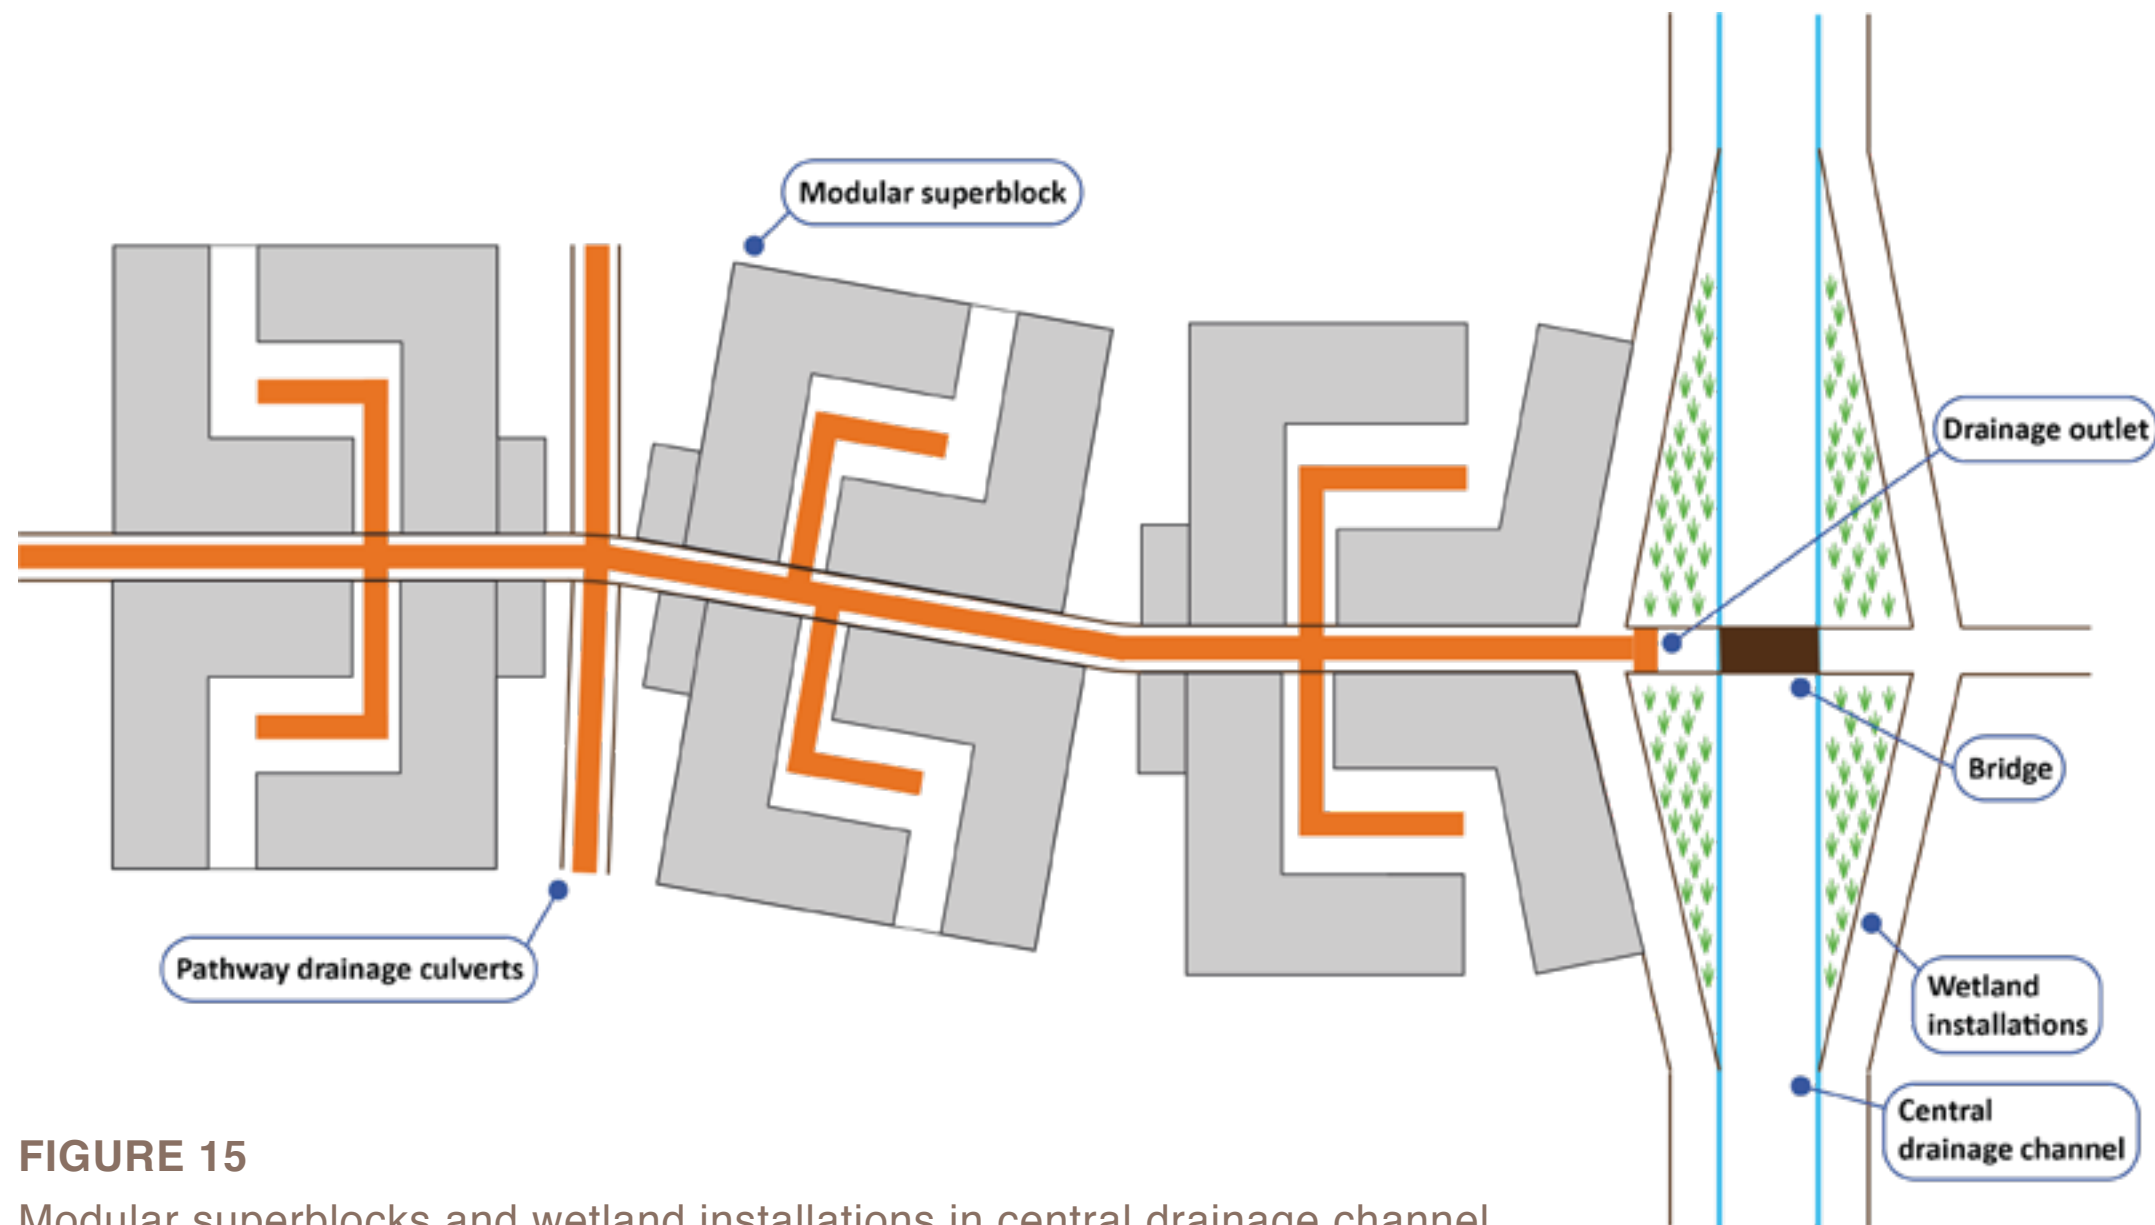 Modular superblock
Drainage outlet
Bridge
Pathway drainage culverts
Wetland
installations
Central
drainage channel
FIGURE 15
Modular superblocks and wetland installations in central drainage channel